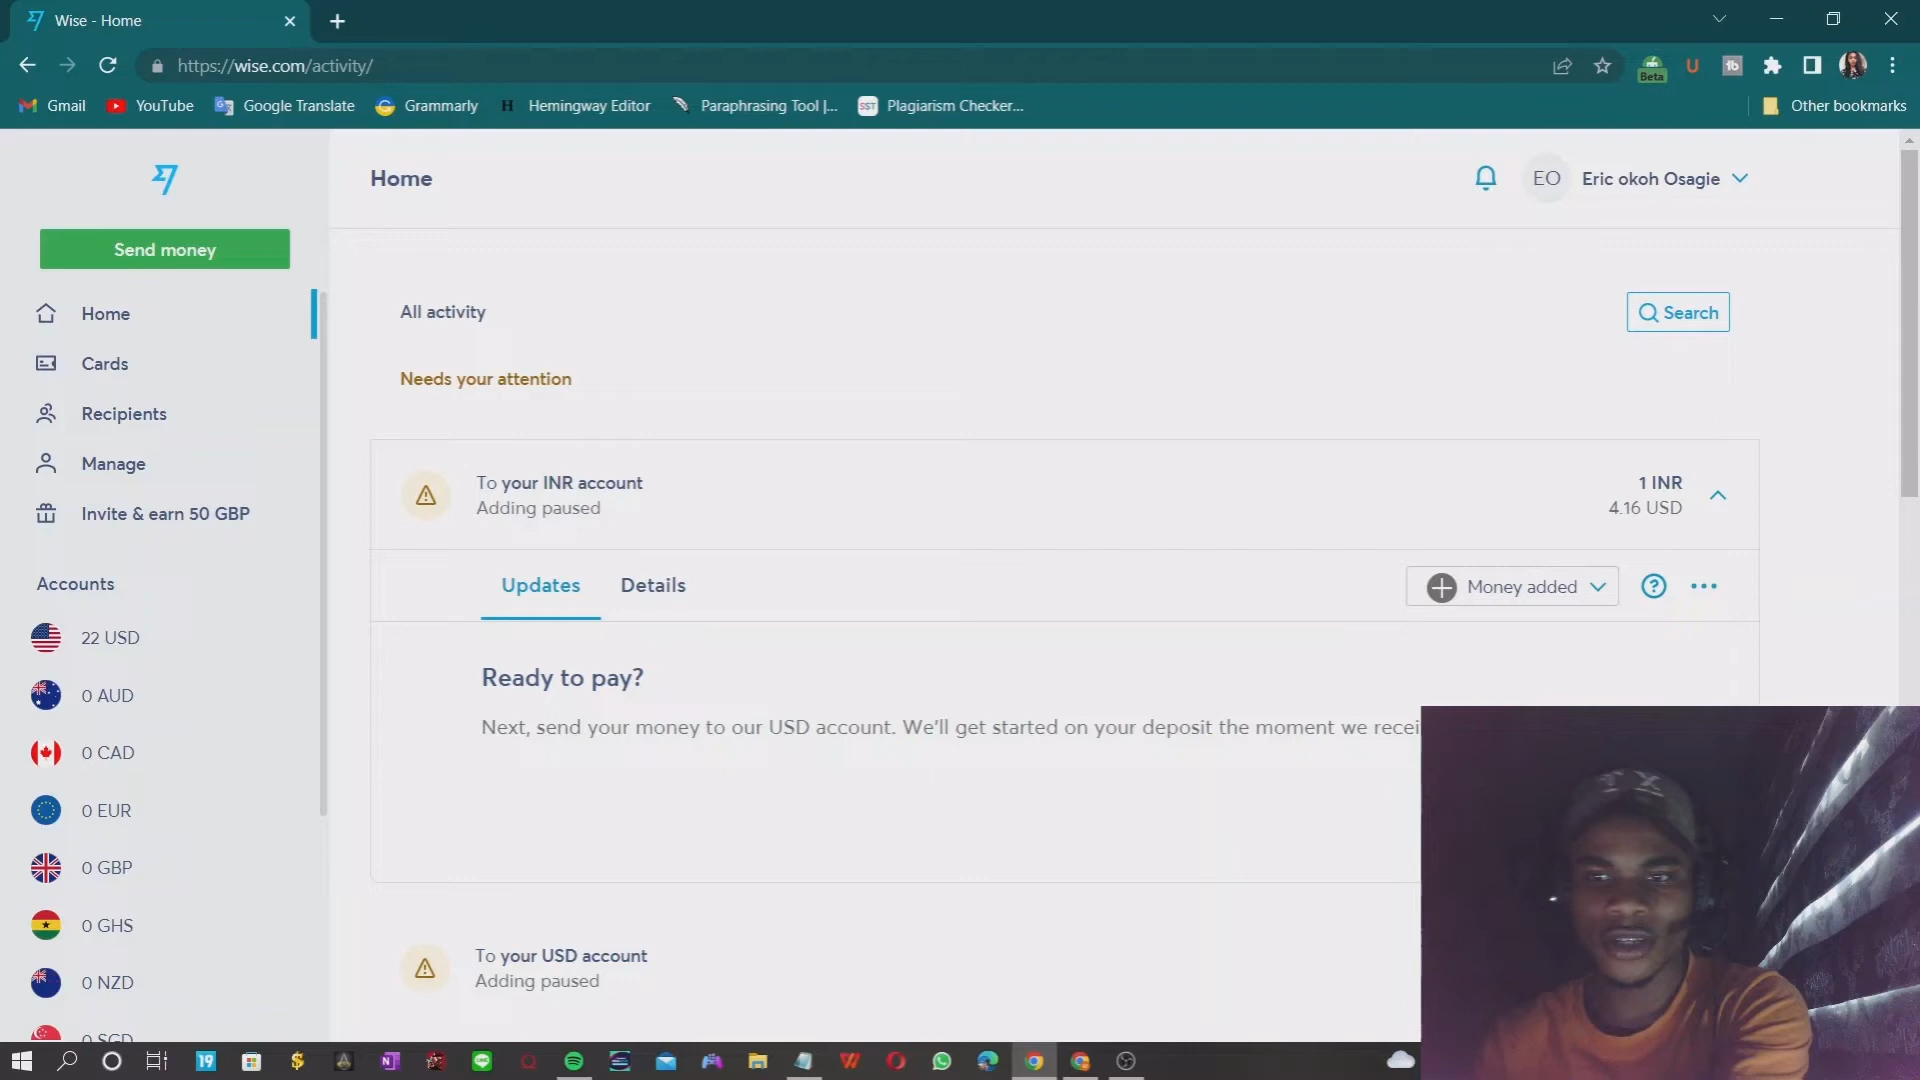 Wise - Home
https://wise.com/activity/
Beta
Gmail
YouTube
Google Translate
Grammarly
H Hemingway Editor
Paraphrasing Tool |...
SST Plagiarism Checker...
Other bookmarks
Home
EO Eric okoh Osagie
Send money
Home
Cards
Recipients
Manage
Invite & earn 50 GBP
Accounts
22 USD
0 AUD
0 CAD
0 EUR
0 GBP
0 GHS
0 NZD
0 SGD
All activity
Search
Needs your attention
To your INR account
Adding paused
1 INR
4.16 USD
Updates
Details
Money added
Ready to pay?
Next, send your money to our USD account. We'll get started on your deposit the moment we recei
To your USD account
Adding paused
19